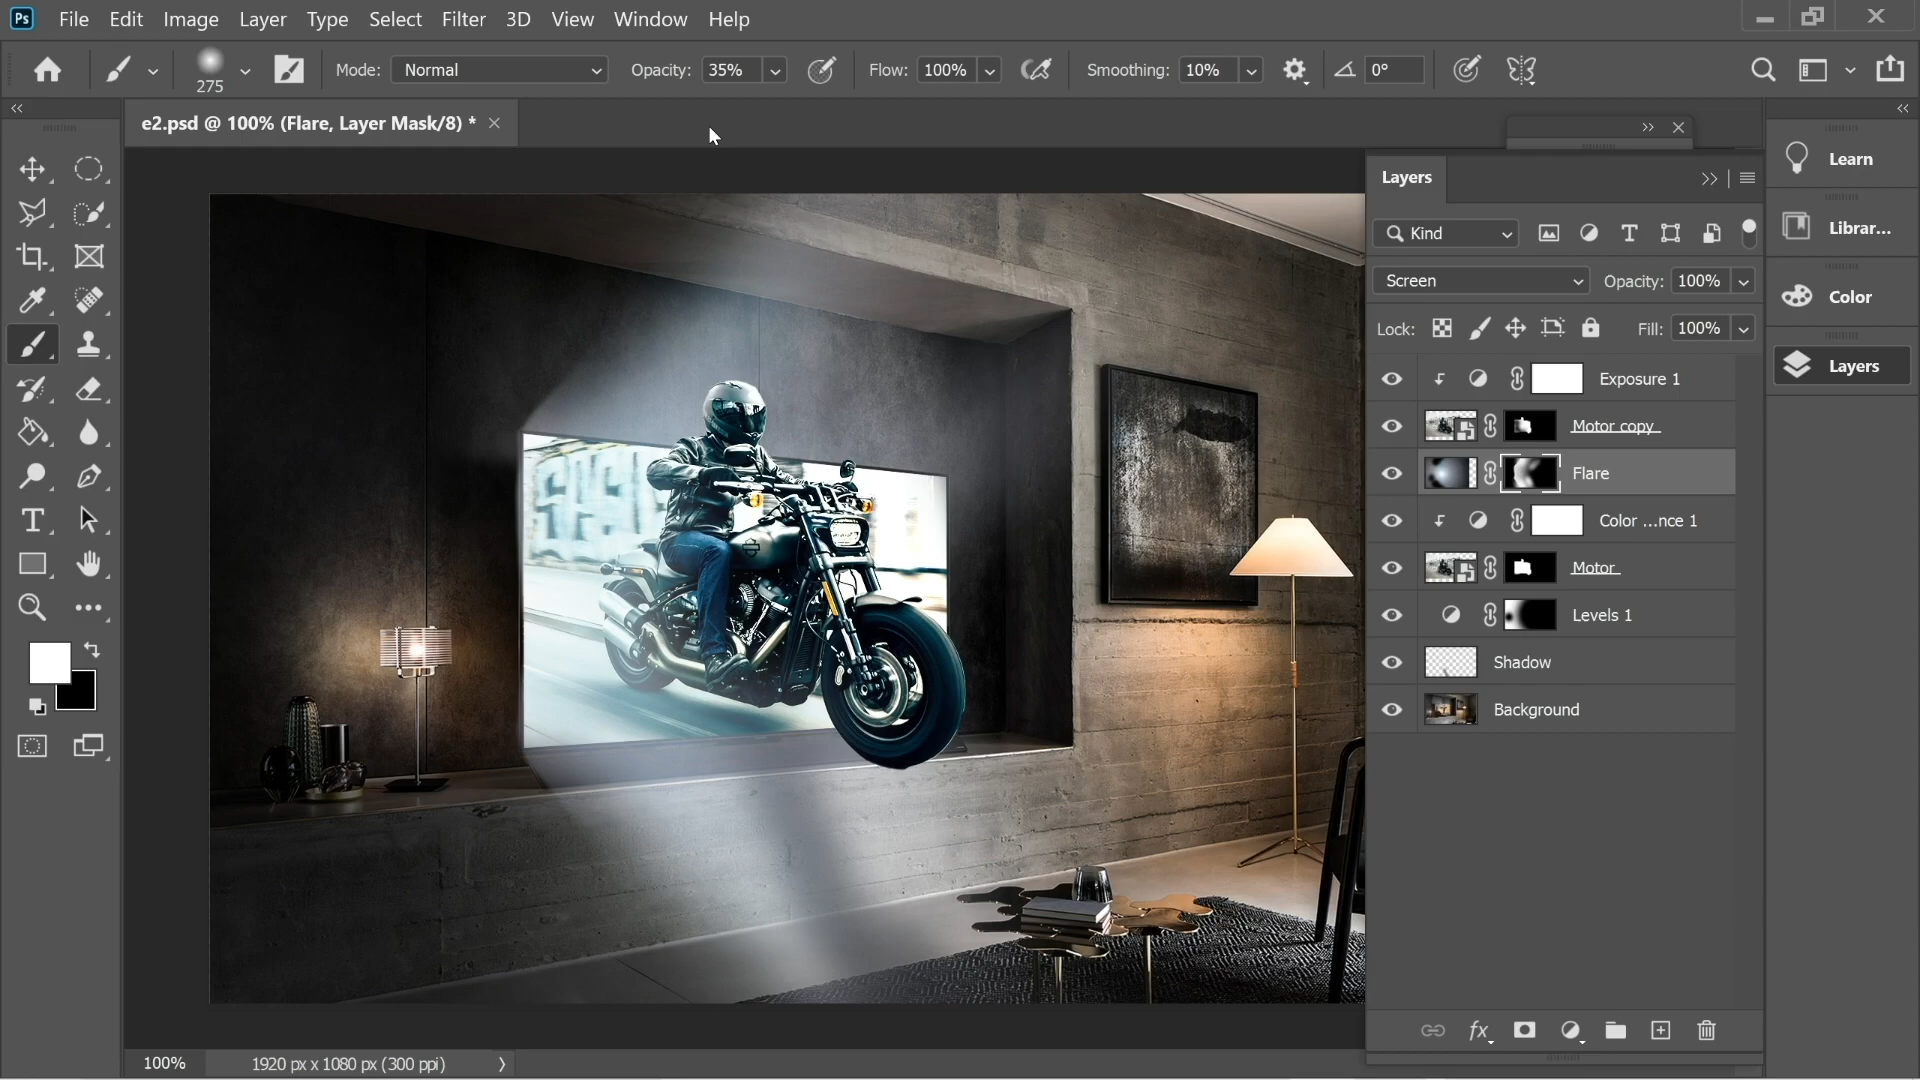 Ps File Edit Image Layer Type Select Filter 3D View Window Help
275 Mode: Normal Opacity: 35% Flow: 100% Smoothing: 10% 0°
e2.psd @ 100% (Flare, Layer Mask/8) *
Layers
Kind
Screen Opacity: 100%
Lock: Fill: 100%
Exposure 1
Motor copy
Flare
Color ...nce 1
Motor
Levels 1
Shadow
Background
Learn
Librar...
Color
Layers
100% 1920 px x 1080 px (300 ppi)